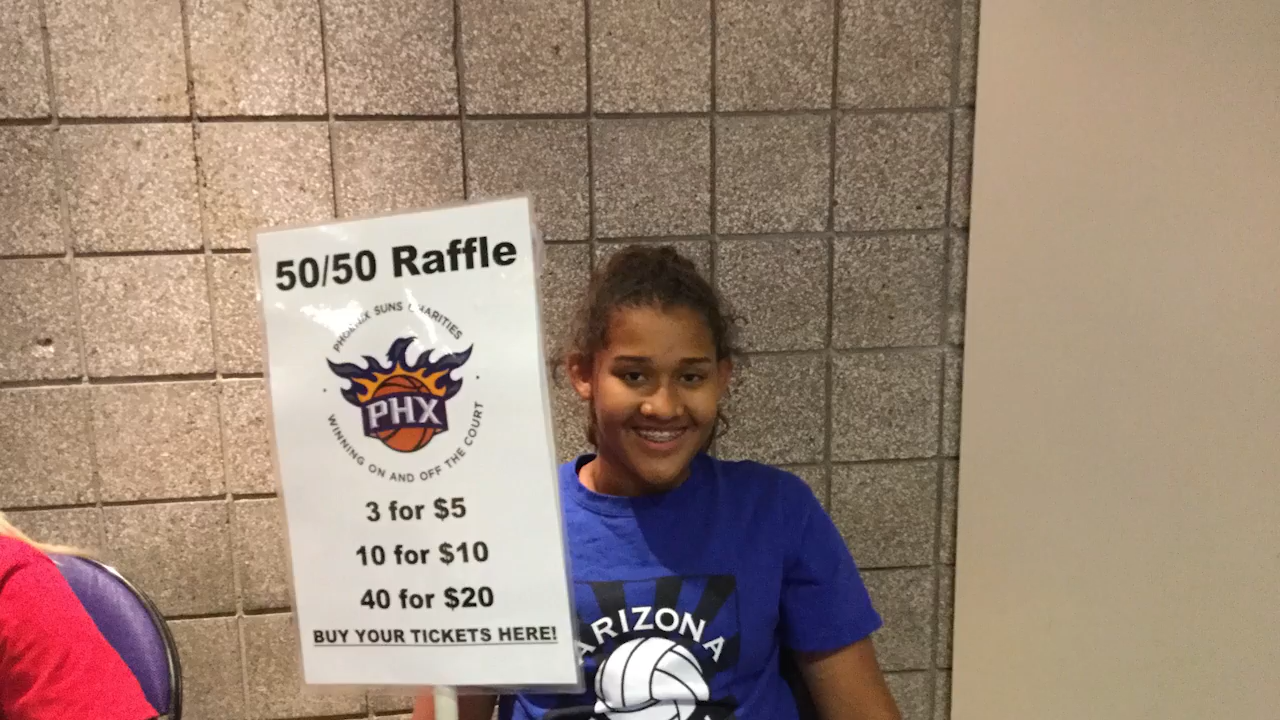 50/50 Raffle
PHOENIX SUNS CHARITIES
PHX
WINNING ON AND OFF THE COURT
3 for $5
10 for $10
40 for $20
BUY YOUR TICKETS HERE!
ARIZONA